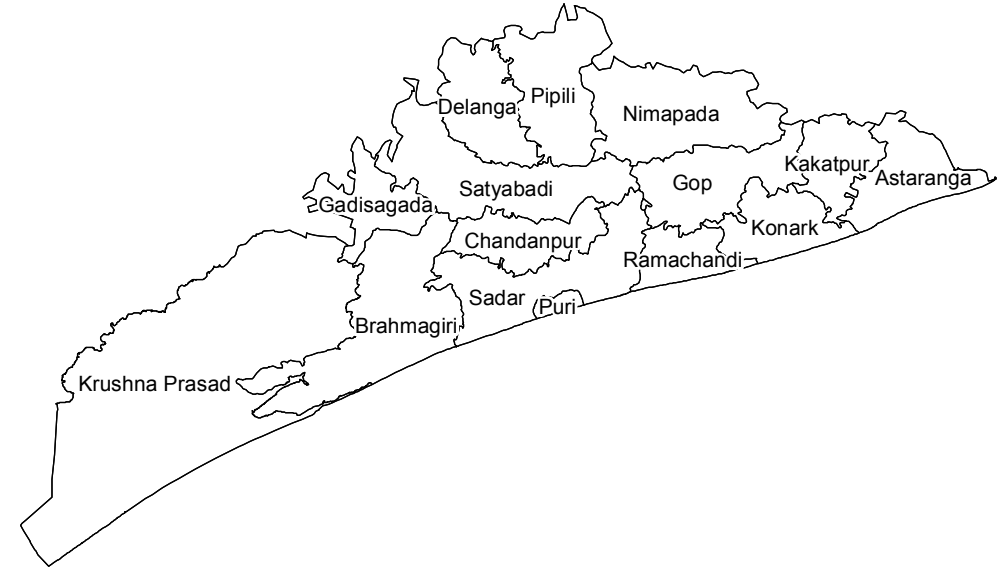 Pipili
Delanga
Nimapada
Kakatpur
Astaranga
Gop
Satyabadi
Gadisagada
Konark
Chandanpur
Ramachandi
Sadar
Puri
Brahmagiri
Krushna Prasad